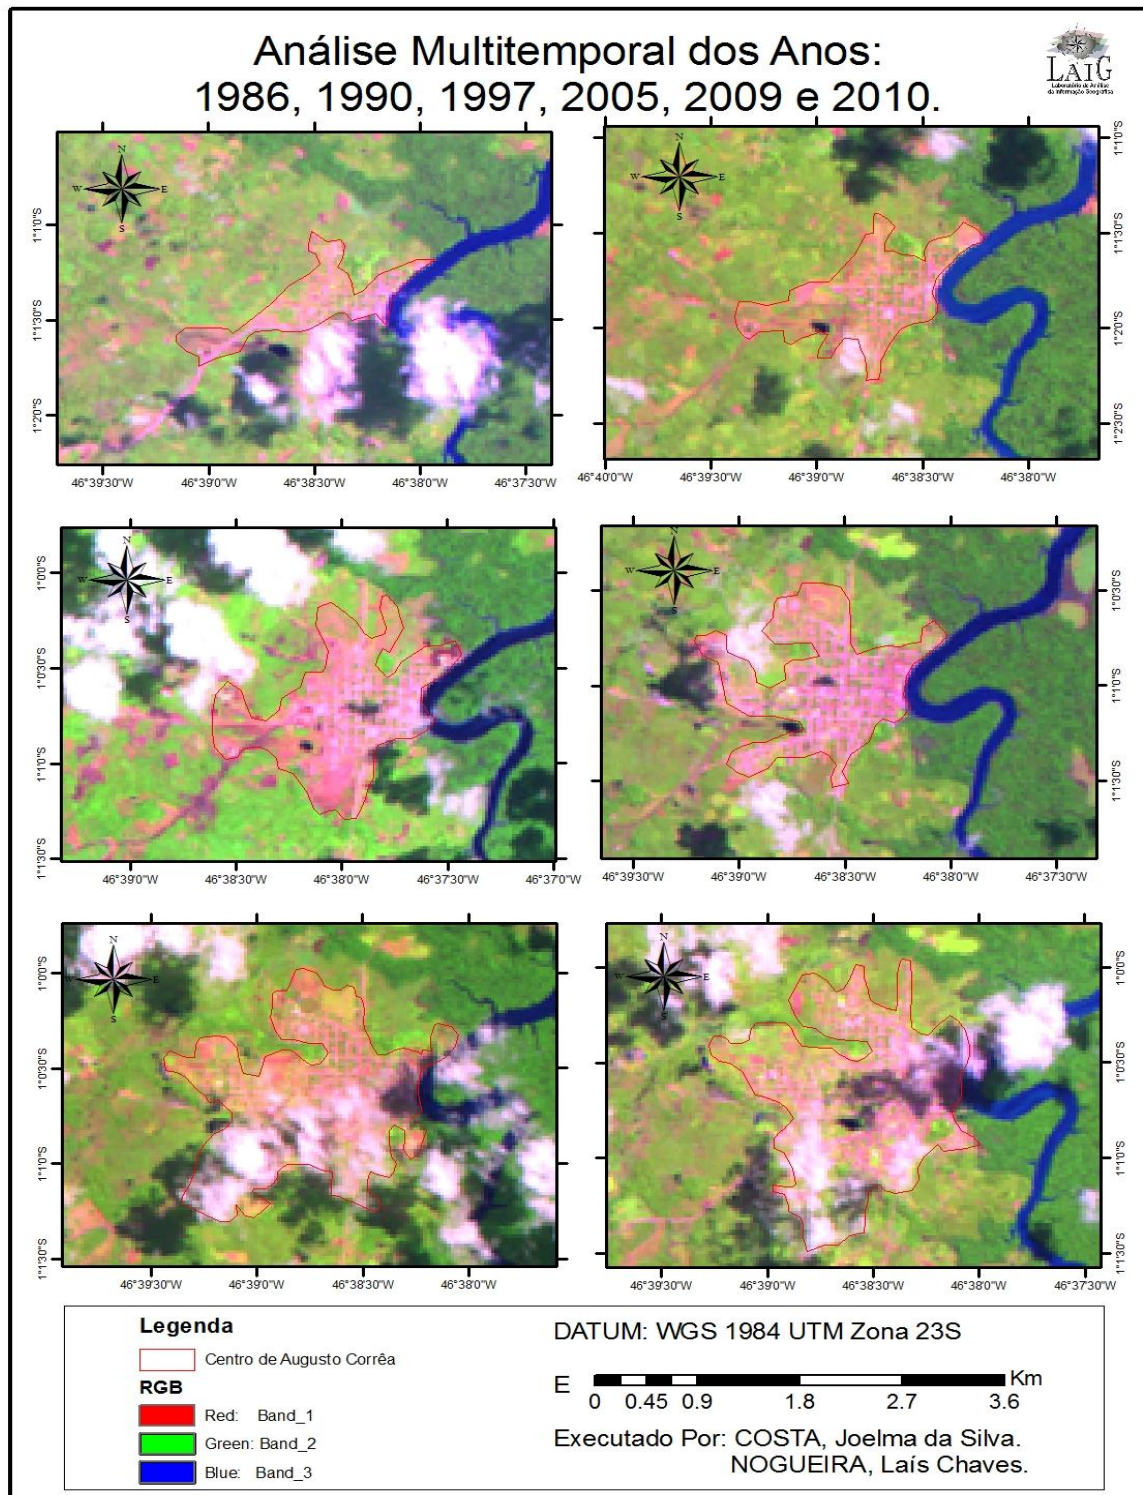 Análise Multitemporal dos Anos:
1986, 1990, 1997, 2005, 2009 e 2010.
LAIG
Laboratório de Análise
da Informação Geográfica
N
W E
S
1°1'0"S
1°1'30"S
1°2'0"S
46°39'30"W 46°39'0"W 46°38'30"W 46°38'0"W 46°37'30"W
N
W E
S
1°1'0"S
1°1'30"S
1°2'0"S
1°2'30"S
46°40'0"W 46°39'30"W 46°39'0"W 46°38'30"W 46°38'0"W
N
W E
S
1°0'0"S
1°0'30"S
1°1'0"S
1°1'30"S
46°39'0"W 46°38'30"W 46°38'0"W 46°37'30"W 46°37'0"W
N
W E
S
1°0'30"S
1°1'0"S
1°1'30"S
46°39'30"W 46°39'0"W 46°38'30"W 46°38'0"W 46°37'30"W
N
W E
S
1°0'0"S
1°0'30"S
1°1'0"S
1°1'30"S
46°39'30"W 46°39'0"W 46°38'30"W 46°38'0"W
N
W E
S
1°0'0"S
1°0'30"S
1°1'0"S
1°1'30"S
46°39'30"W 46°39'0"W 46°38'30"W 46°38'0"W 46°37'30"W
Legenda
Centro de Augusto Corrêa
RGB
Red: Band_1
Green: Band_2
Blue: Band_3
DATUM: WGS 1984 UTM Zona 23S
E Km
0 0.45 0.9 1.8 2.7 3.6
Executado Por: COSTA, Joelma da Silva.
NOGUEIRA, Laís Chaves.